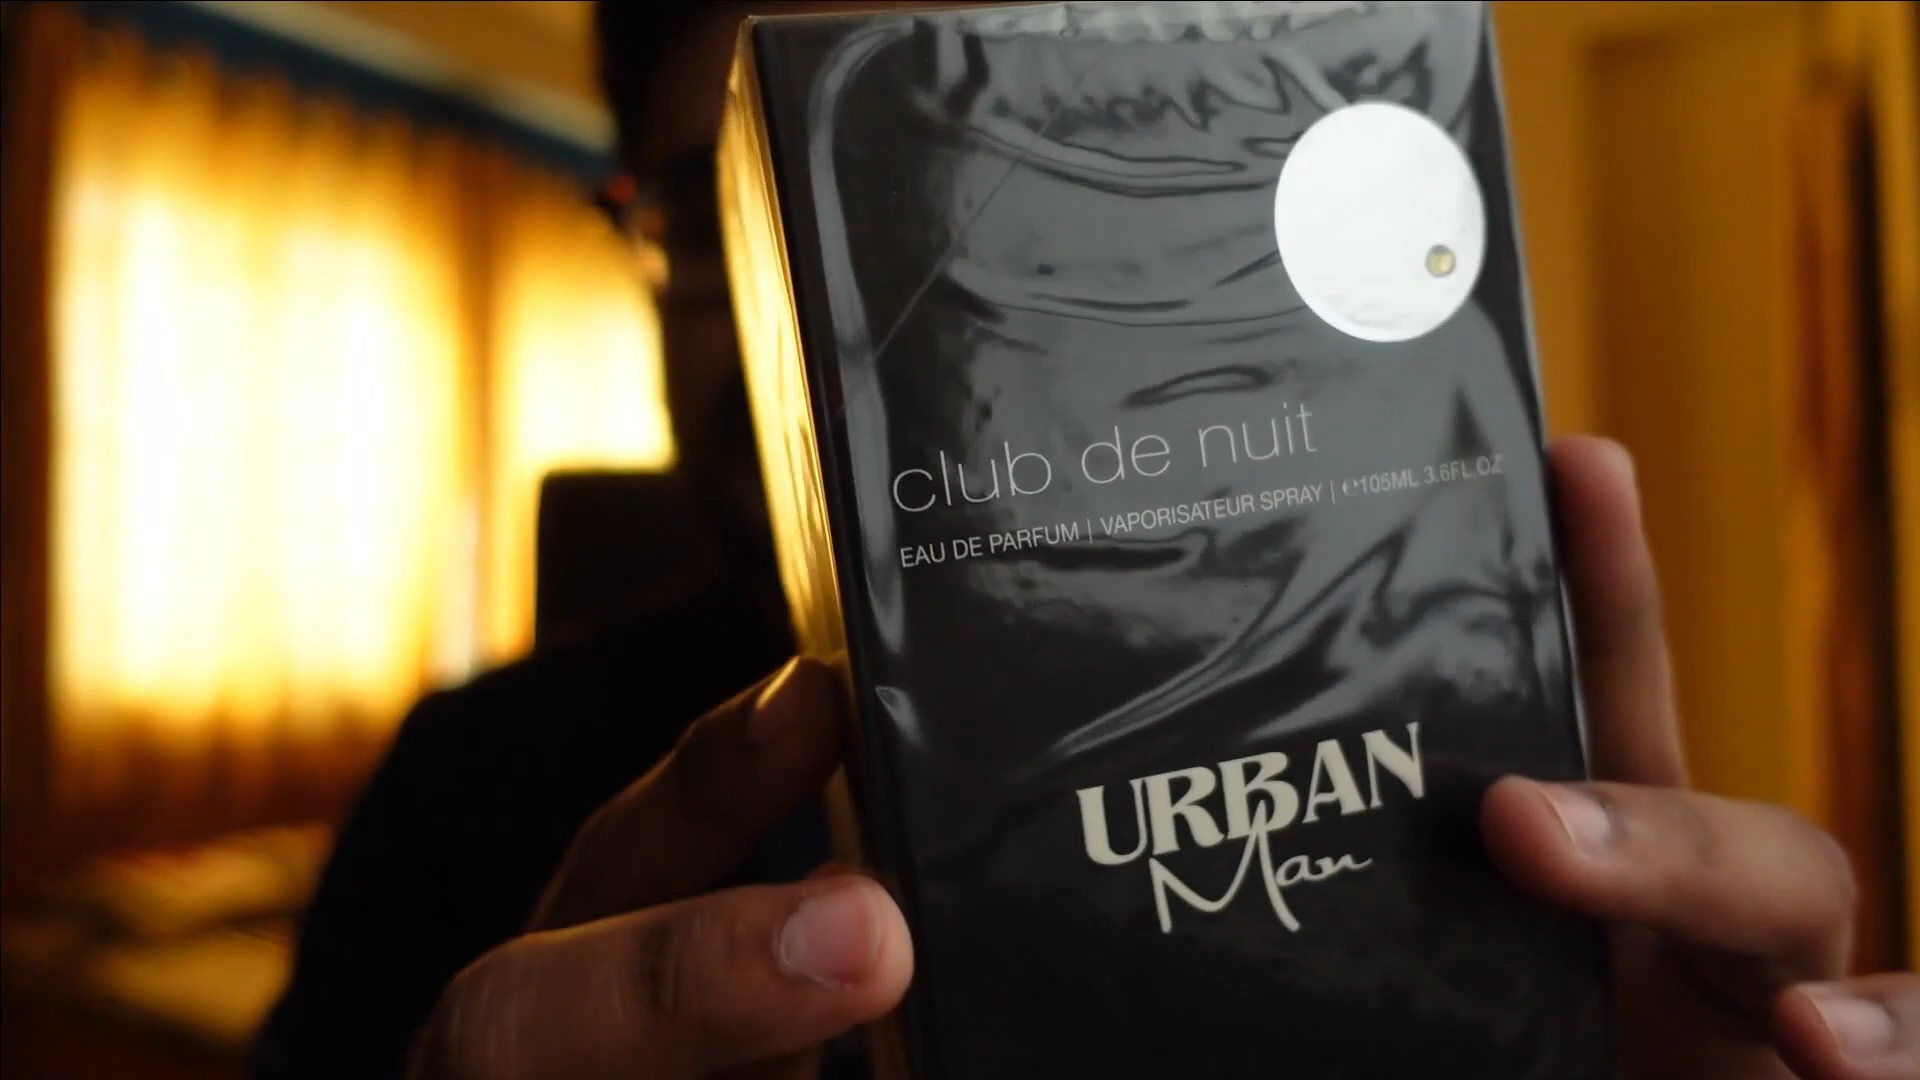 club de nuit
EAU DE PARFUM | VAPORISATEUR SPRAY | ℮105ML 3.6FL.OZ
URBAN
Man